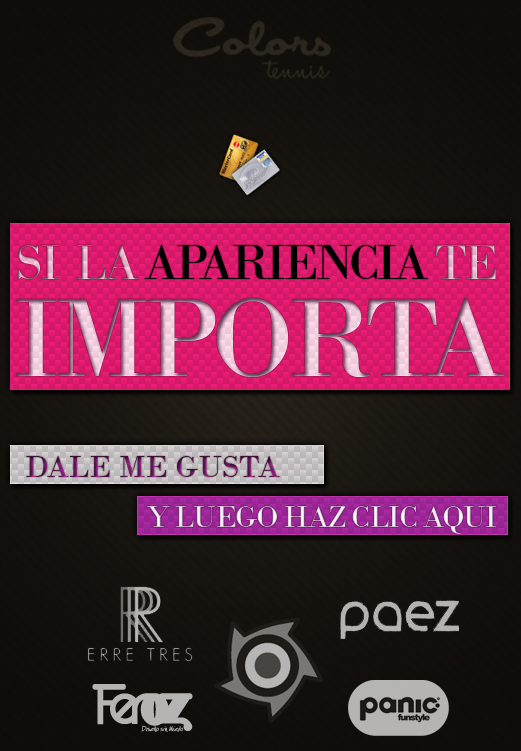 Colors
tennis
SI LA APARIENCIA TE
IMPORTA
DALE ME GUSTA
Y LUEGO HAZ CLIC AQUI
R
ERRE TRES
paez
Feroz
panic
funstyle